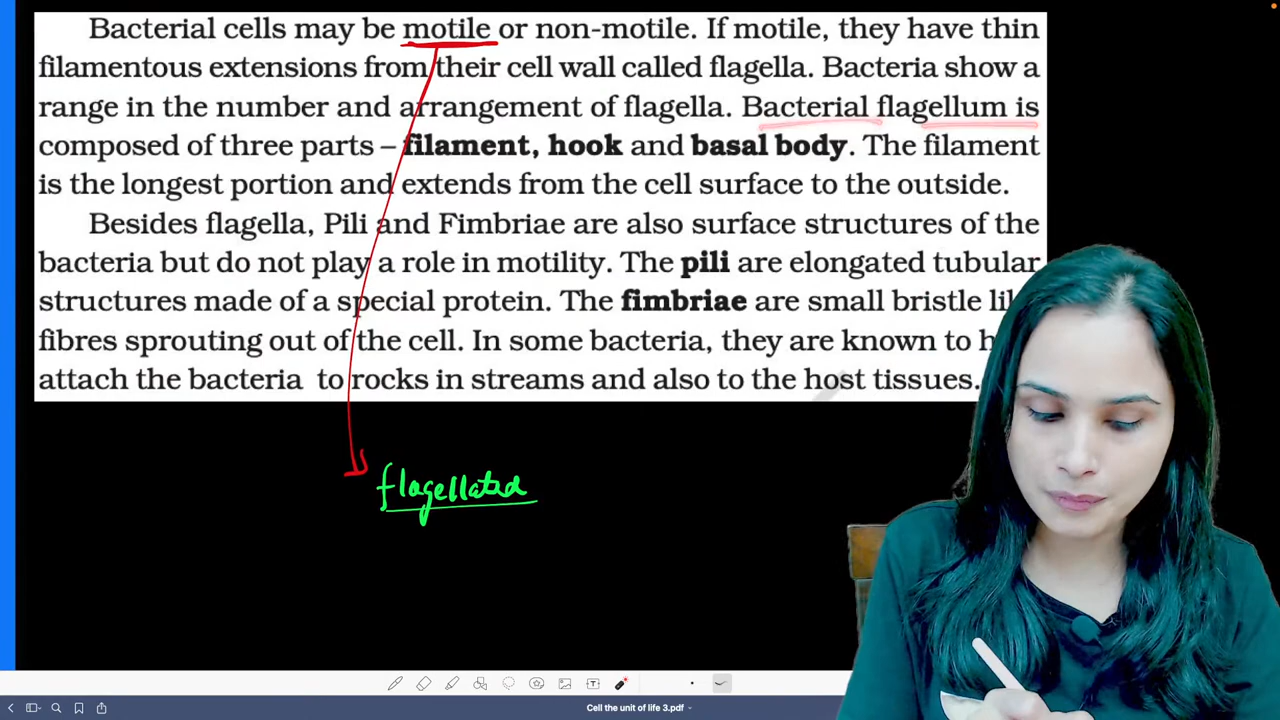 Bacterial cells may be motile or non-motile. If motile, they have thin
filamentous extensions from their cell wall called flagella. Bacteria show a
range in the number and arrangement of flagella. Bacterial flagellum is
composed of three parts – filament, hook and basal body. The filament
is the longest portion and extends from the cell surface to the outside.
Besides flagella, Pili and Fimbriae are also surface structures of the
bacteria but do not play a role in motility. The pili are elongated tubular
structures made of a special protein. The fimbriae are small bristle
fibres sprouting out of the cell. In some bacteria, they are known to
attach the bacteria to rocks in streams and also to the host tissues.
flagellated
Cell the unit of life 3.pdf